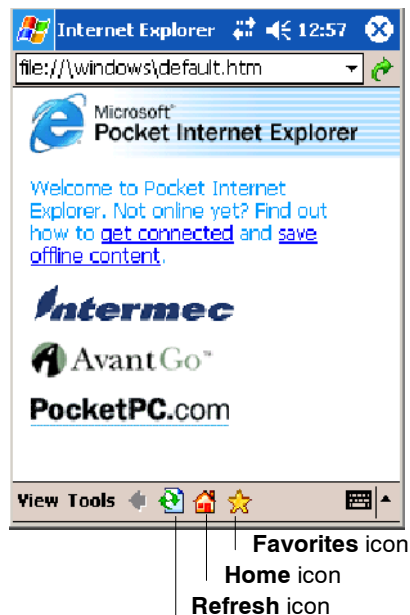 Internet Explorer 12:57
file://\windows\default.htm
Microsoft®
Pocket Internet Explorer
Welcome to Pocket Internet
Explorer. Not online yet? Find out
how to get connected and save
offline content.
Intermec
AvantGo™
PocketPC.com
View Tools
Favorites icon
Home icon
Refresh icon